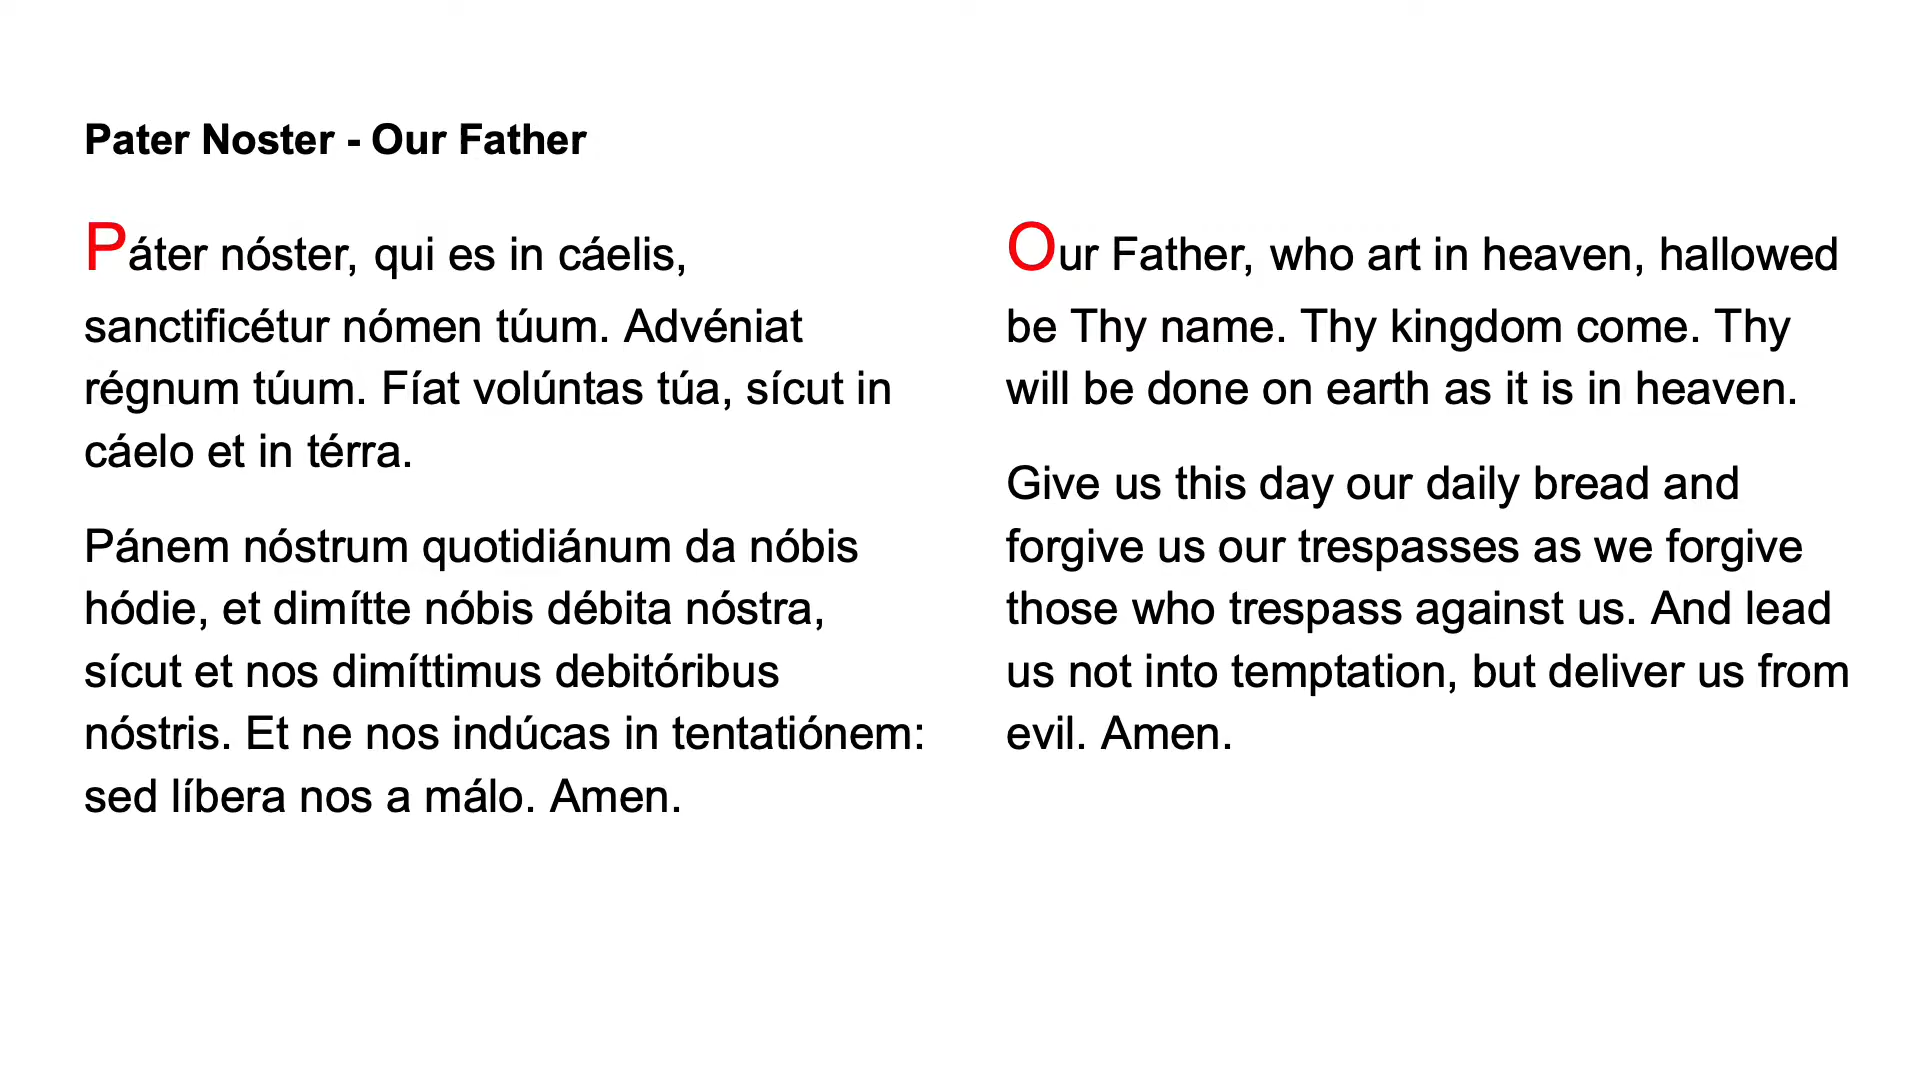 Pater Noster - Our Father
Páter nóster, qui es in cáelis,
sanctificétur nómen túum. Advéniat
régnum túum. Fíat volúntas túa, sícut in
cáelo et in térra.
Pánem nóstrum quotidiánum da nóbis
hódie, et dimítte nóbis débita nóstra,
sícut et nos dimíttimus debitóribus
nóstris. Et ne nos indúcas in tentatiónem:
sed líbera nos a málo. Amen.
Our Father, who art in heaven, hallowed
be Thy name. Thy kingdom come. Thy
will be done on earth as it is in heaven.
Give us this day our daily bread and
forgive us our trespasses as we forgive
those who trespass against us. And lead
us not into temptation, but deliver us from
evil. Amen.